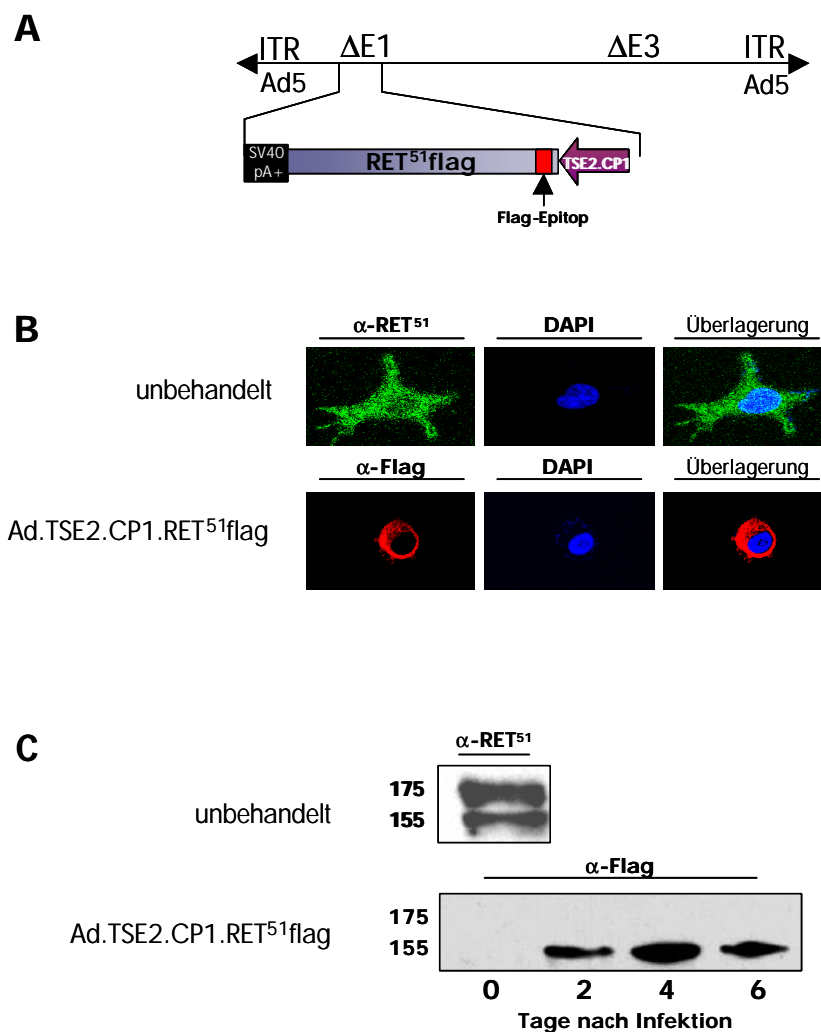 A
ITR ΔE1 ΔE3 ITR
Ad5 Ad5
SV40 pA+
RET⁵¹flag
TSE2.CP1
Flag-Epitop
B
α-RET⁵¹ DAPI Überlagerung
unbehandelt
α-Flag DAPI Überlagerung
Ad.TSE2.CP1.RET⁵¹flag
C
α-RET⁵¹
175
unbehandelt
155
α-Flag
175
Ad.TSE2.CP1.RET⁵¹flag
155
0 2 4 6
Tage nach Infektion